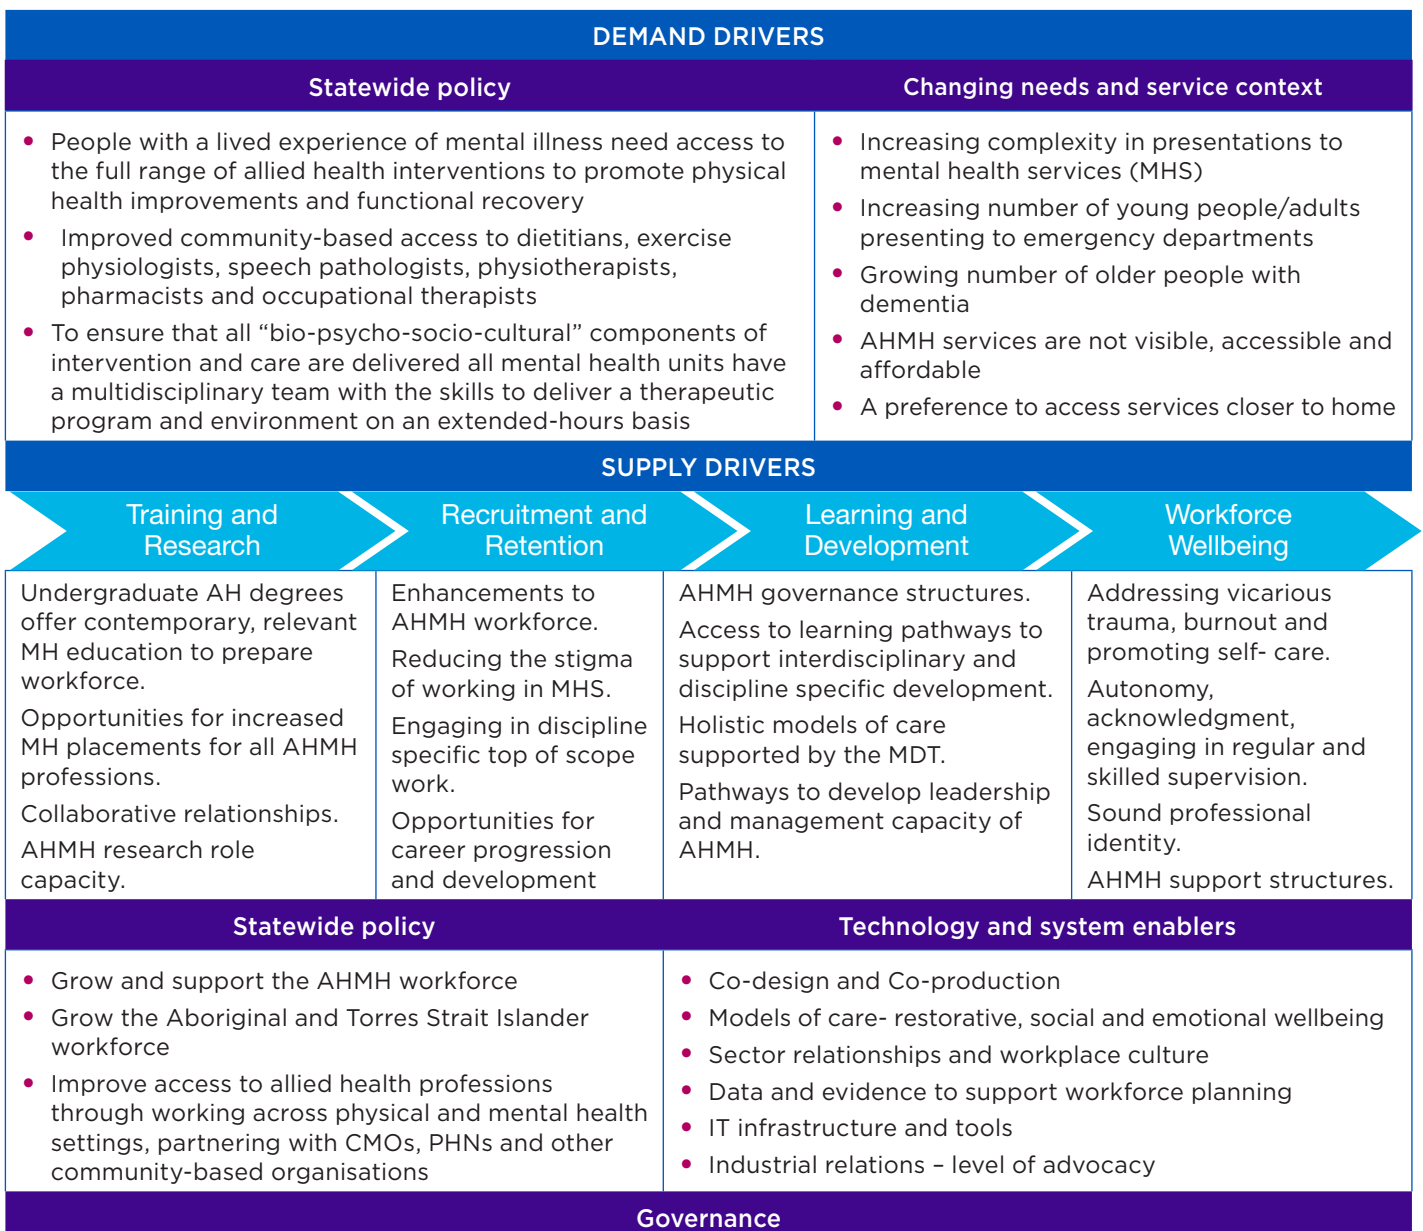 DEMAND DRIVERS
Statewide policy
• People with a lived experience of mental illness need access to
the full range of allied health interventions to promote physical
health improvements and functional recovery
• Improved community-based access to dietitians, exercise
physiologists, speech pathologists, physiotherapists,
pharmacists and occupational therapists
• To ensure that all “bio-psycho-socio-cultural” components of
intervention and care are delivered all mental health units have
a multidisciplinary team with the skills to deliver a therapeutic
program and environment on an extended-hours basis
Changing needs and service context
• Increasing complexity in presentations to
mental health services (MHS)
• Increasing number of young people/adults
presenting to emergency departments
• Growing number of older people with
dementia
• AHMH services are not visible, accessible and
affordable
• A preference to access services closer to home
SUPPLY DRIVERS
Training and
Research
Undergraduate AH degrees
offer contemporary, relevant
MH education to prepare
workforce.
Opportunities for increased
MH placements for all AHMH
professions.
Collaborative relationships.
AHMH research role
capacity.
Recruitment and
Retention
Enhancements to
AHMH workforce.
Reducing the stigma
of working in MHS.
Engaging in discipline
specific top of scope
work.
Opportunities for
career progression
and development
Learning and
Development
AHMH governance structures.
Access to learning pathways to
support interdisciplinary and
discipline specific development.
Holistic models of care
supported by the MDT.
Pathways to develop leadership
and management capacity of
AHMH.
Workforce
Wellbeing
Addressing vicarious
trauma, burnout and
promoting self- care.
Autonomy,
acknowledgment,
engaging in regular and
skilled supervision.
Sound professional
identity.
AHMH support structures.
Statewide policy
• Grow and support the AHMH workforce
• Grow the Aboriginal and Torres Strait Islander
workforce
• Improve access to allied health professions
through working across physical and mental health
settings, partnering with CMOs, PHNs and other
community-based organisations
Technology and system enablers
• Co-design and Co-production
• Models of care- restorative, social and emotional wellbeing
• Sector relationships and workplace culture
• Data and evidence to support workforce planning
• IT infrastructure and tools
• Industrial relations – level of advocacy
Governance